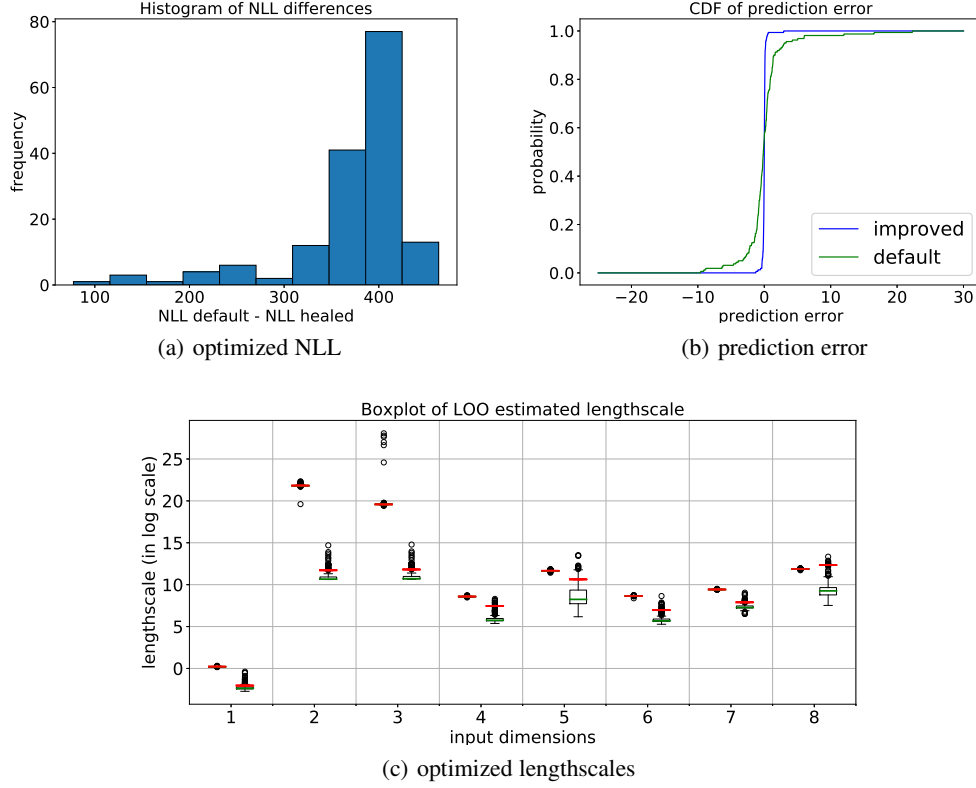 Histogram of NLL differences
80
60
40
20
0
frequency
100
200
300
400
NLL default - NLL healed
(a) optimized NLL
CDF of prediction error
1.0
0.8
0.6
0.4
0.2
0.0
probability
improved
default
−20
−10
0
10
20
30
prediction error
(b) prediction error
Boxplot of LOO estimated lengthscale
25
20
15
10
5
0
lengthscale (in log scale)
1
2
3
4
5
6
7
8
input dimensions
(c) optimized lengthscales